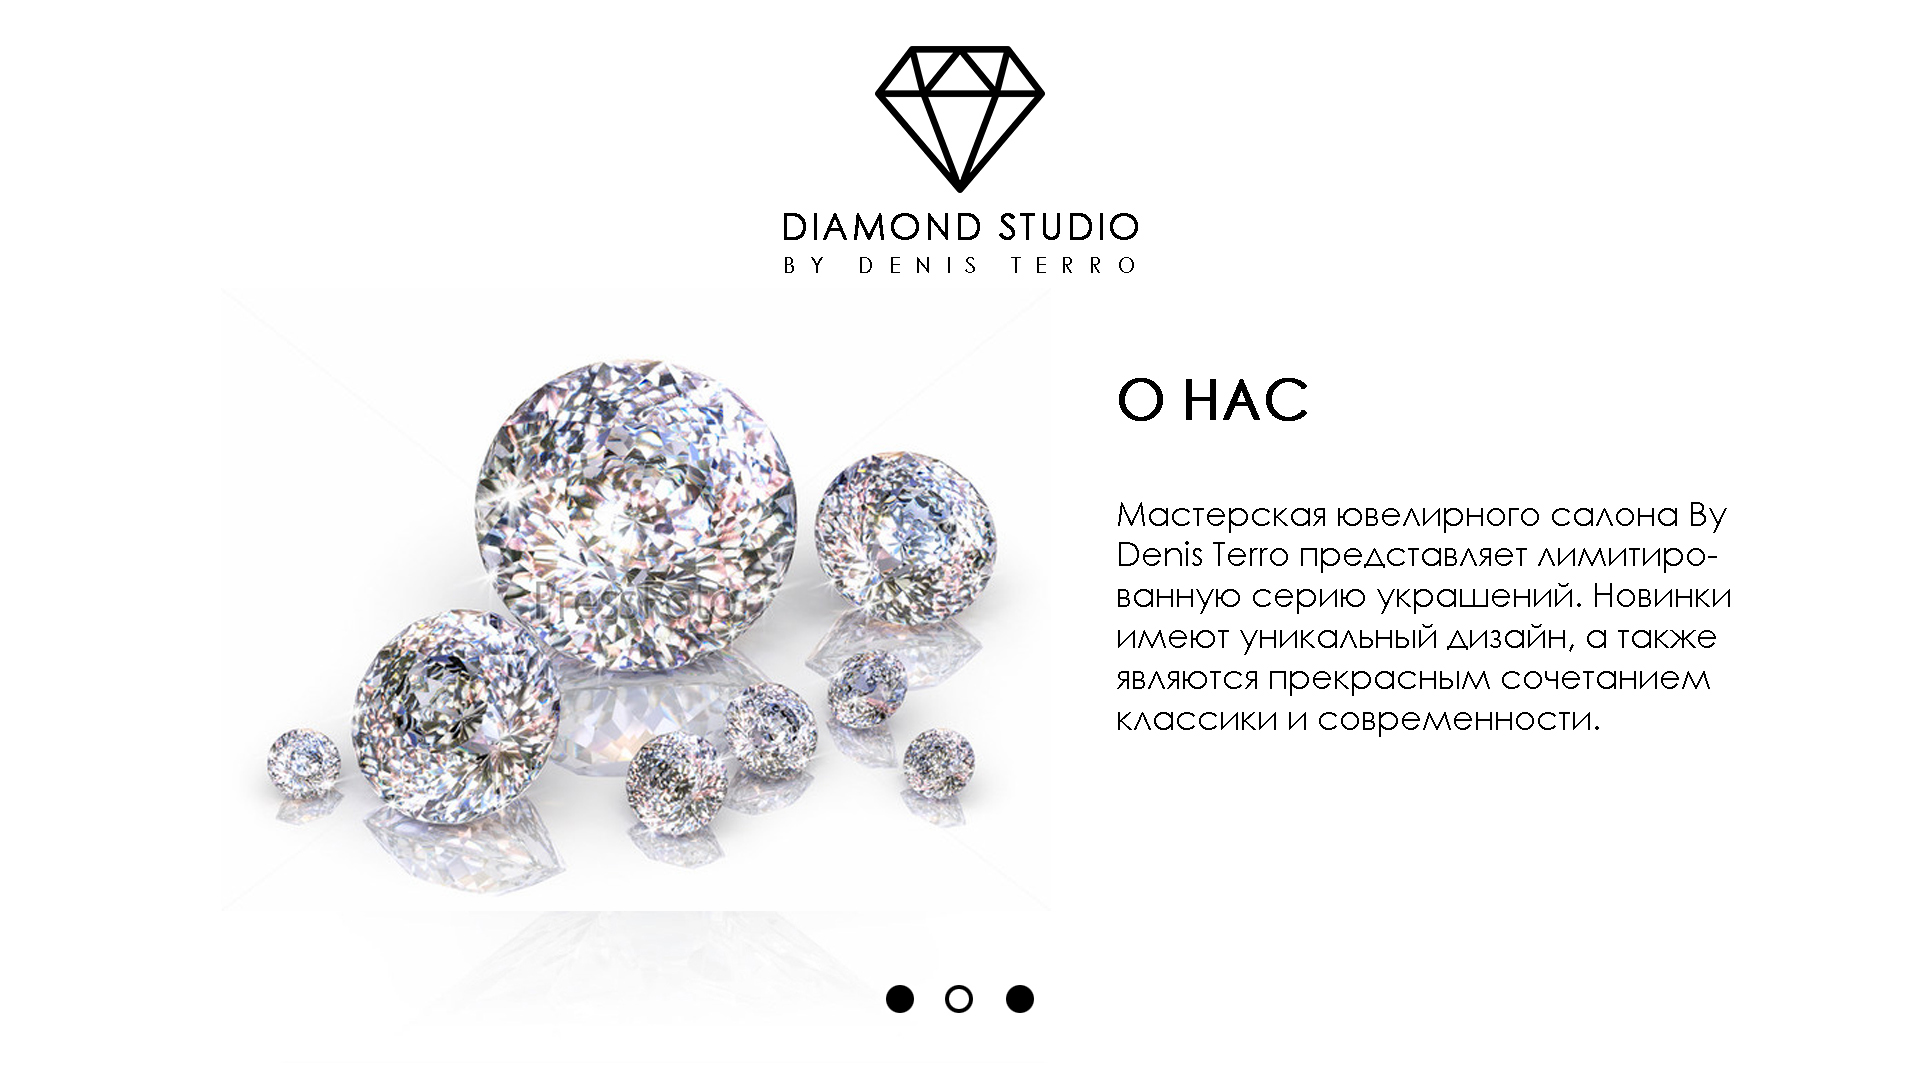 DIAMOND STUDIO
BY DENIS TERRO
О НАС
Мастерская ювелирного салона By
Denis Terro представляет лимитиро-
ванную серию украшений. Новинки
имеют уникальный дизайн, а также
являются прекрасным сочетанием
классики и современности.